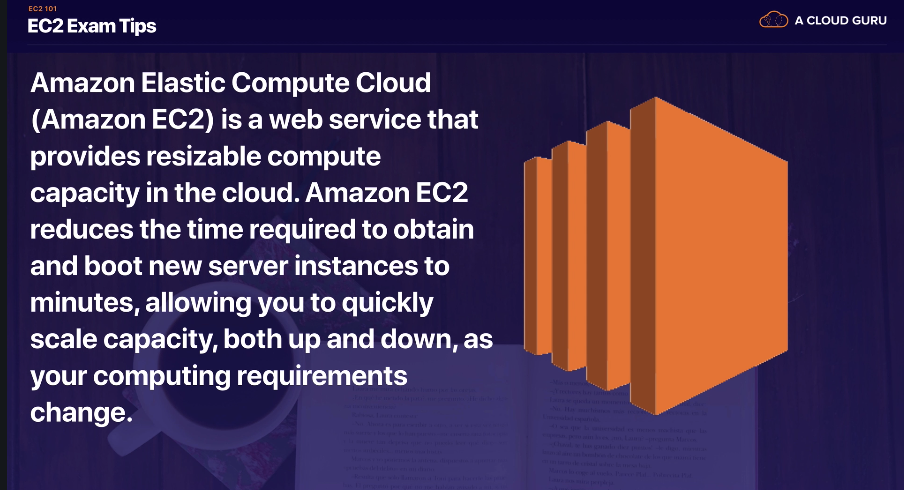 EC2 101
EC2 Exam Tips
A CLOUD GURU
Amazon Elastic Compute Cloud
(Amazon EC2) is a web service that
provides resizable compute
capacity in the cloud. Amazon EC2
reduces the time required to obtain
and boot new server instances to
minutes, allowing you to quickly
scale capacity, both up and down, as
your computing requirements
change.